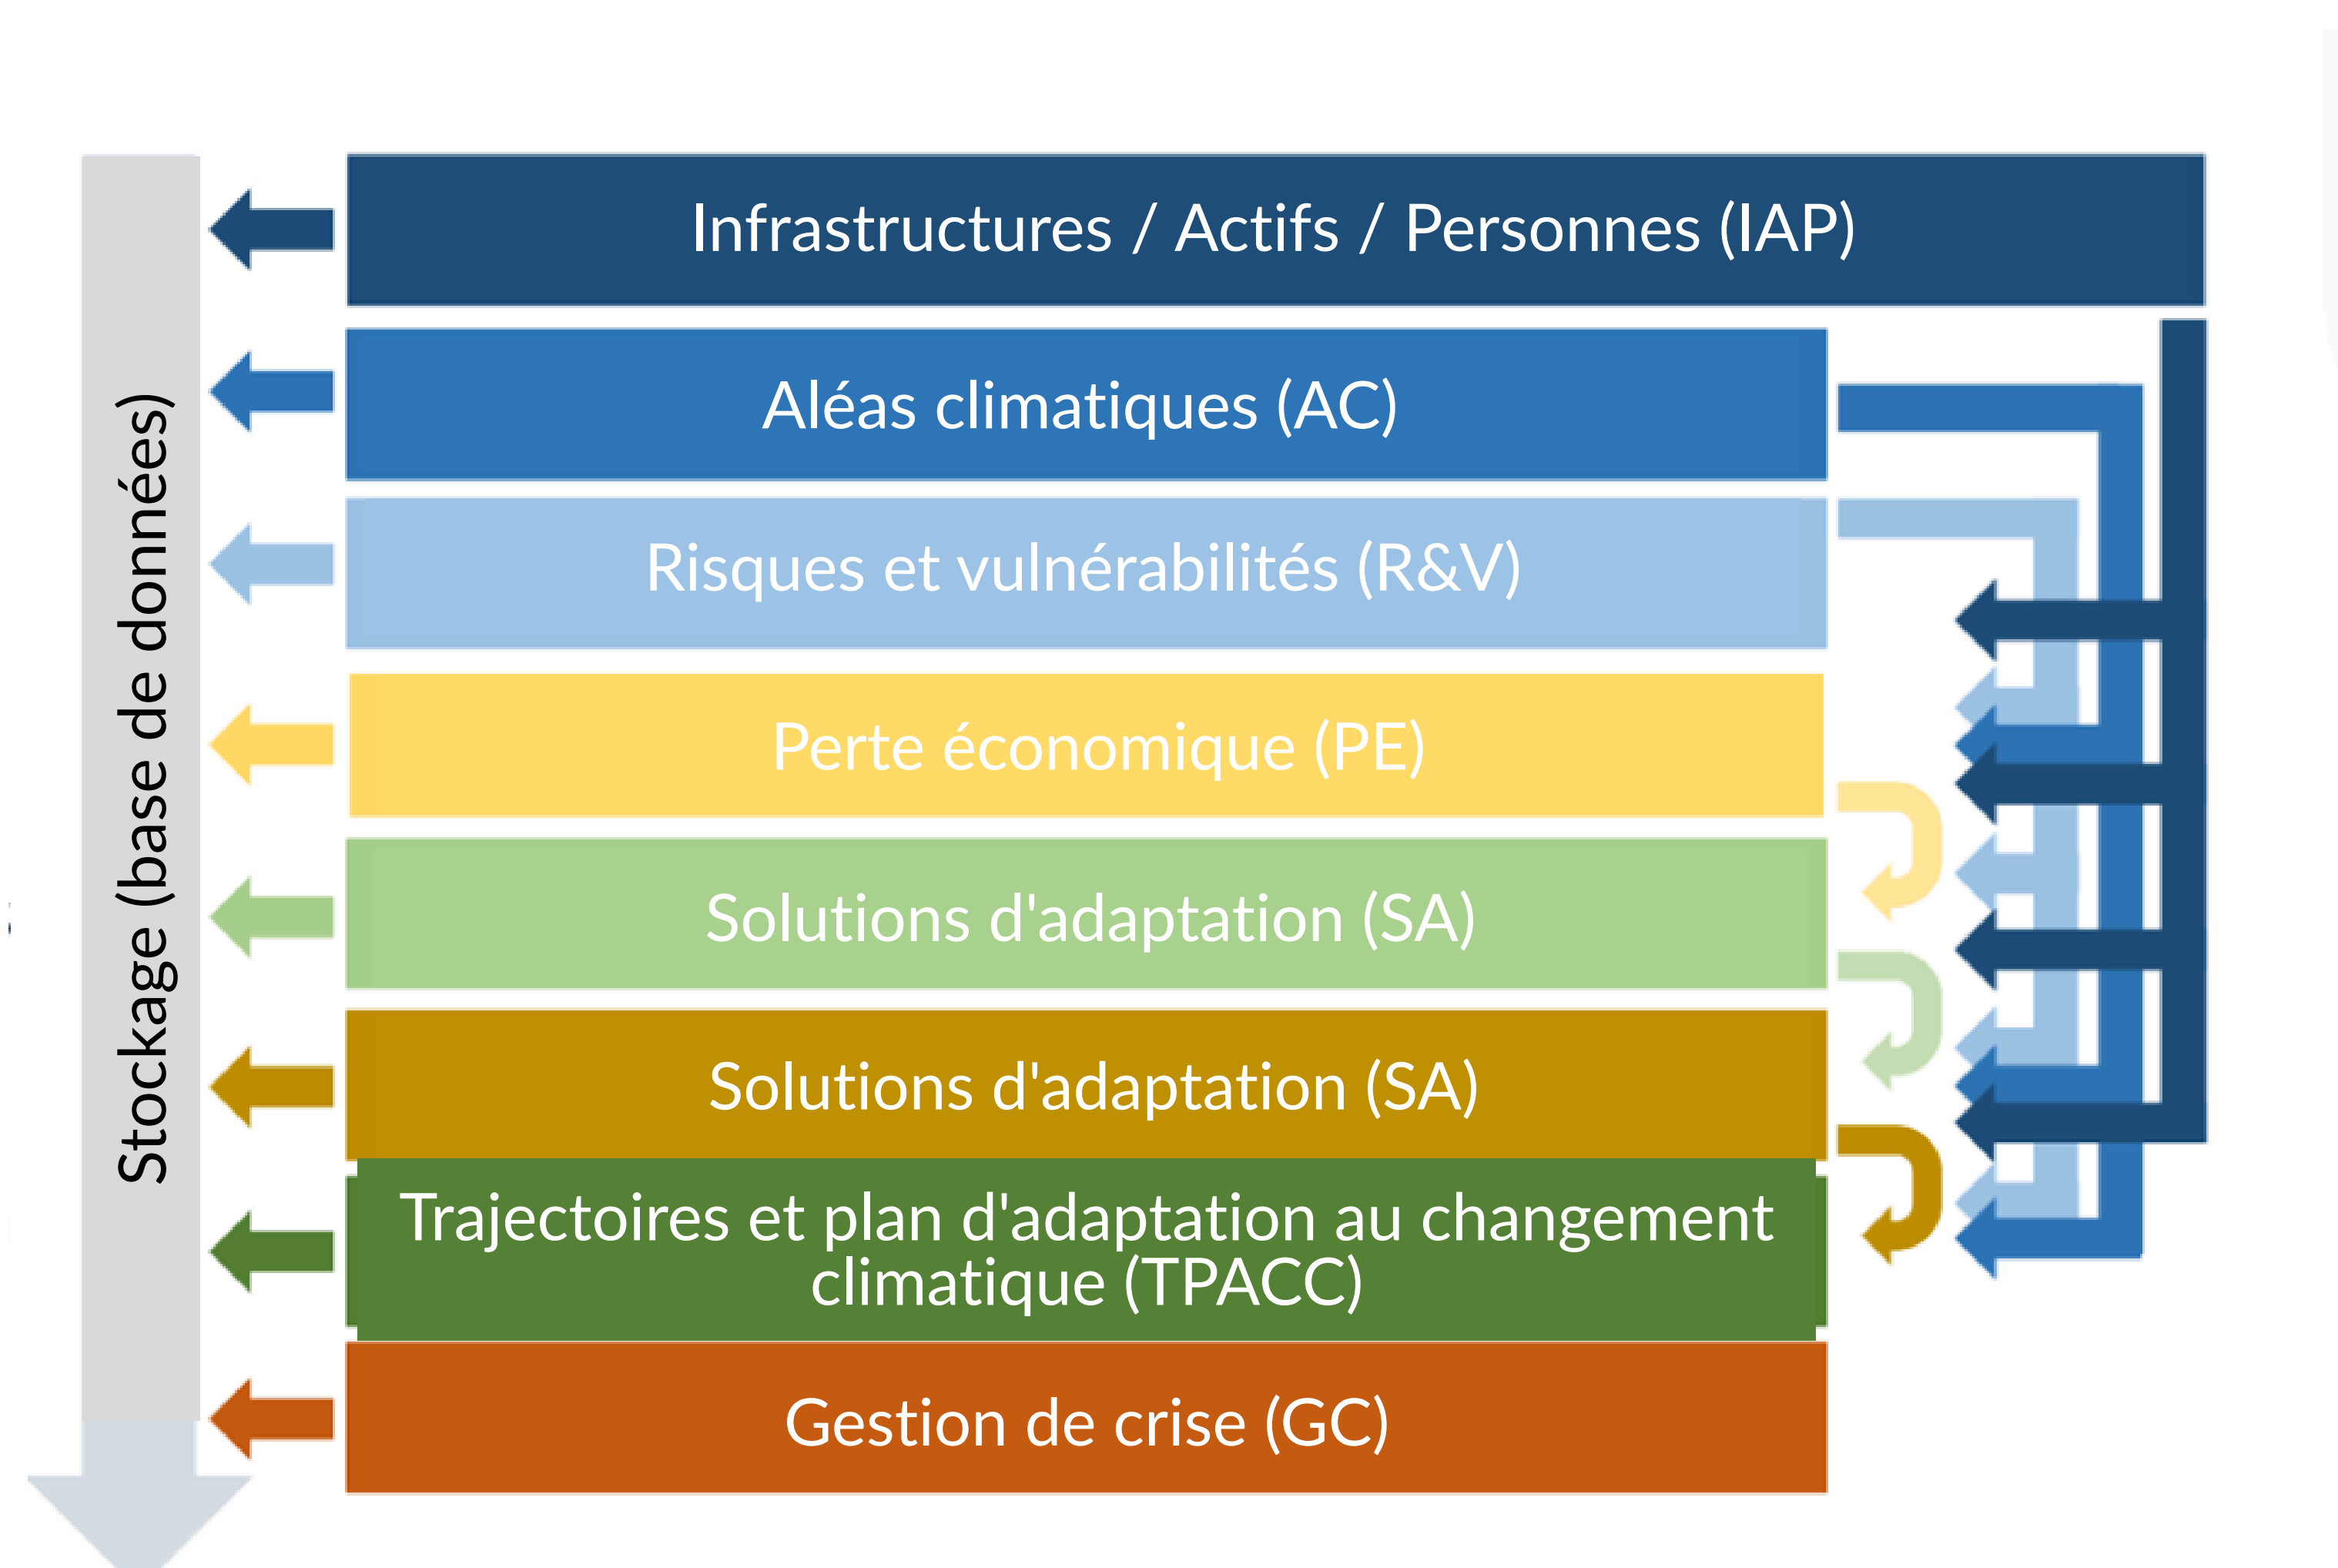 Stockage (base de données)
Infrastructures / Actifs / Personnes (IAP)
Aléas climatiques (AC)
Risques et vulnérabilités (R&V)
Perte économique (PE)
Solutions d'adaptation (SA)
Solutions d'adaptation (SA)
Trajectoires et plan d'adaptation au changement
climatique (TPACC)
Gestion de crise (GC)